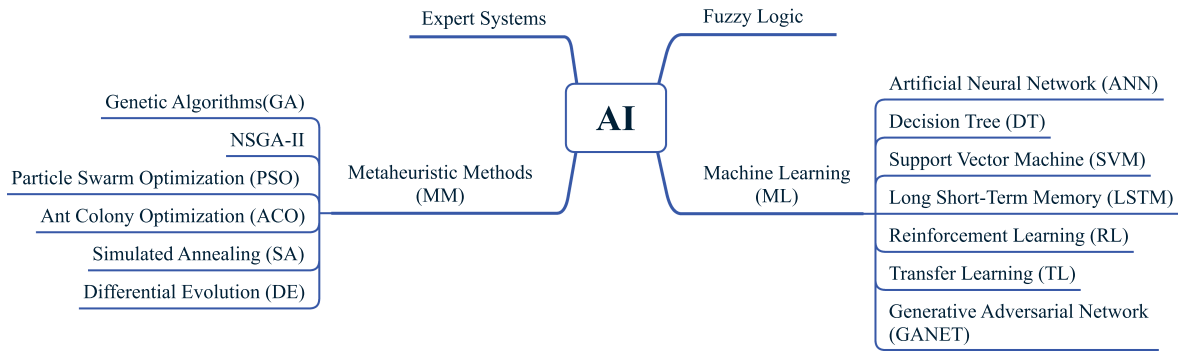 Expert Systems
Fuzzy Logic
AI
Genetic Algorithms(GA)
NSGA-II
Particle Swarm Optimization (PSO)
Ant Colony Optimization (ACO)
Simulated Annealing (SA)
Differential Evolution (DE)
Metaheuristic Methods
(MM)
Machine Learning
(ML)
Artificial Neural Network (ANN)
Decision Tree (DT)
Support Vector Machine (SVM)
Long Short-Term Memory (LSTM)
Reinforcement Learning (RL)
Transfer Learning (TL)
Generative Adversarial Network
(GANET)